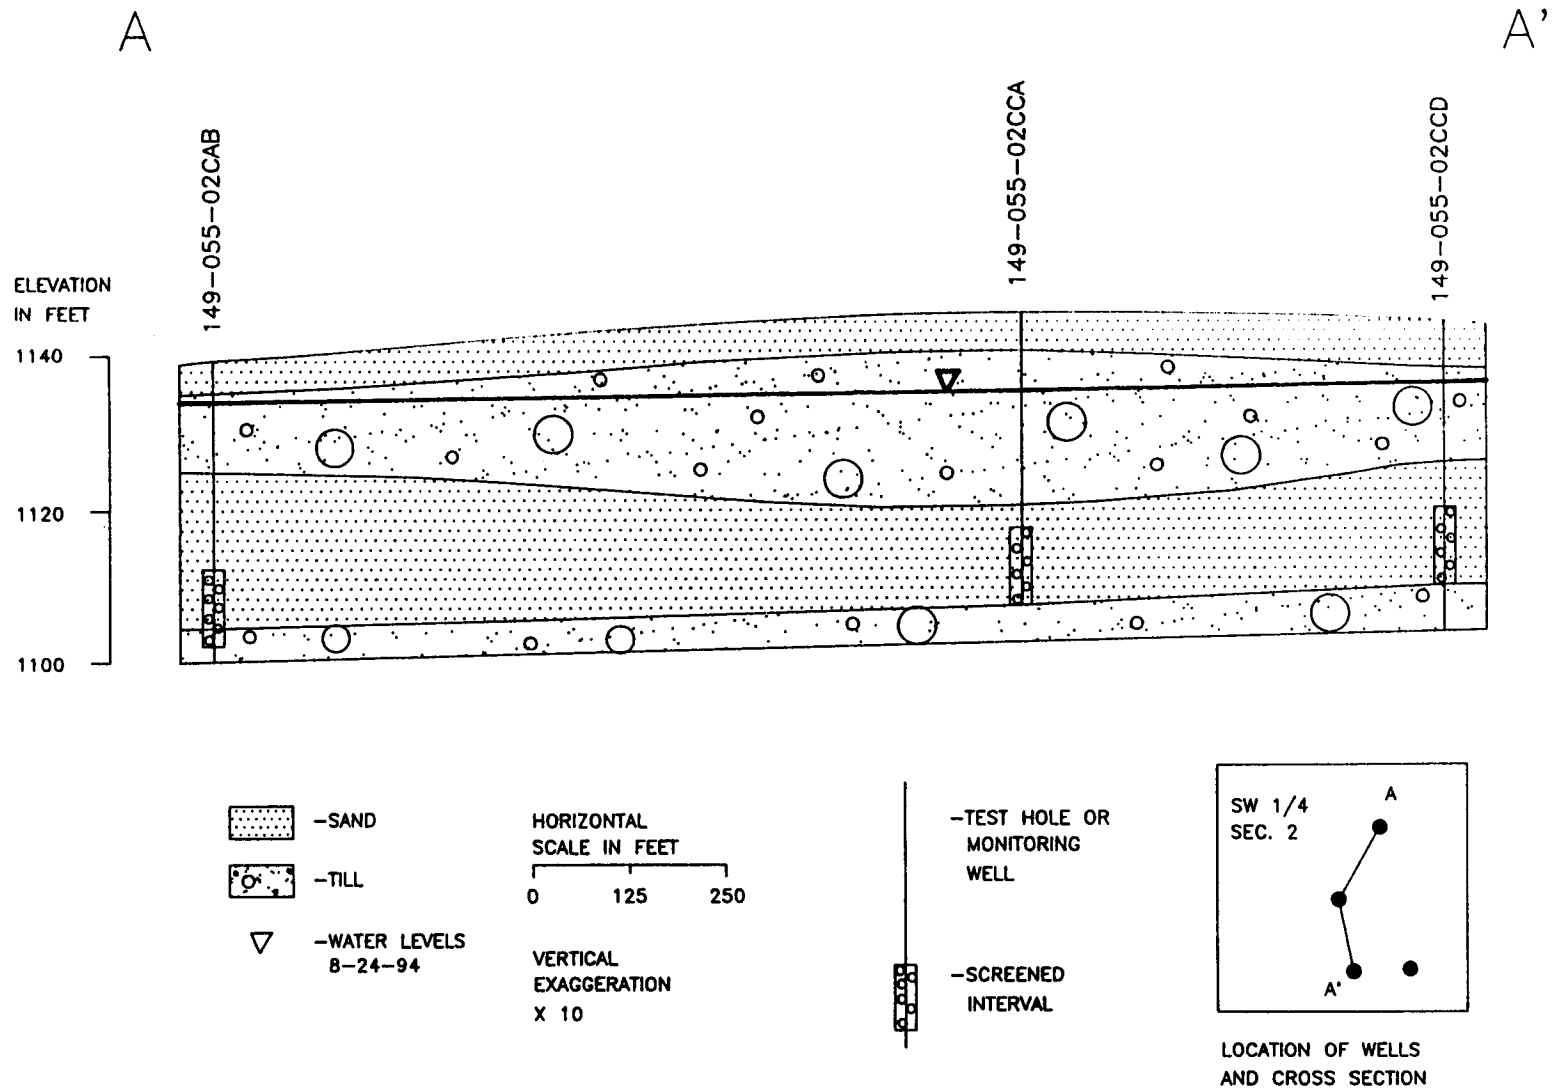 A
A'
149-055-02CAB
149-055-02CCA
149-055-02CCD
ELEVATION
IN FEET
1140
1120
1100
-SAND
-TILL
-WATER LEVELS
8-24-94
HORIZONTAL
SCALE IN FEET
0 125 250
VERTICAL
EXAGGERATION
X 10
-TEST HOLE OR
MONITORING
WELL
-SCREENED
INTERVAL
SW 1/4
SEC. 2
A
A'
LOCATION OF WELLS
AND CROSS SECTION